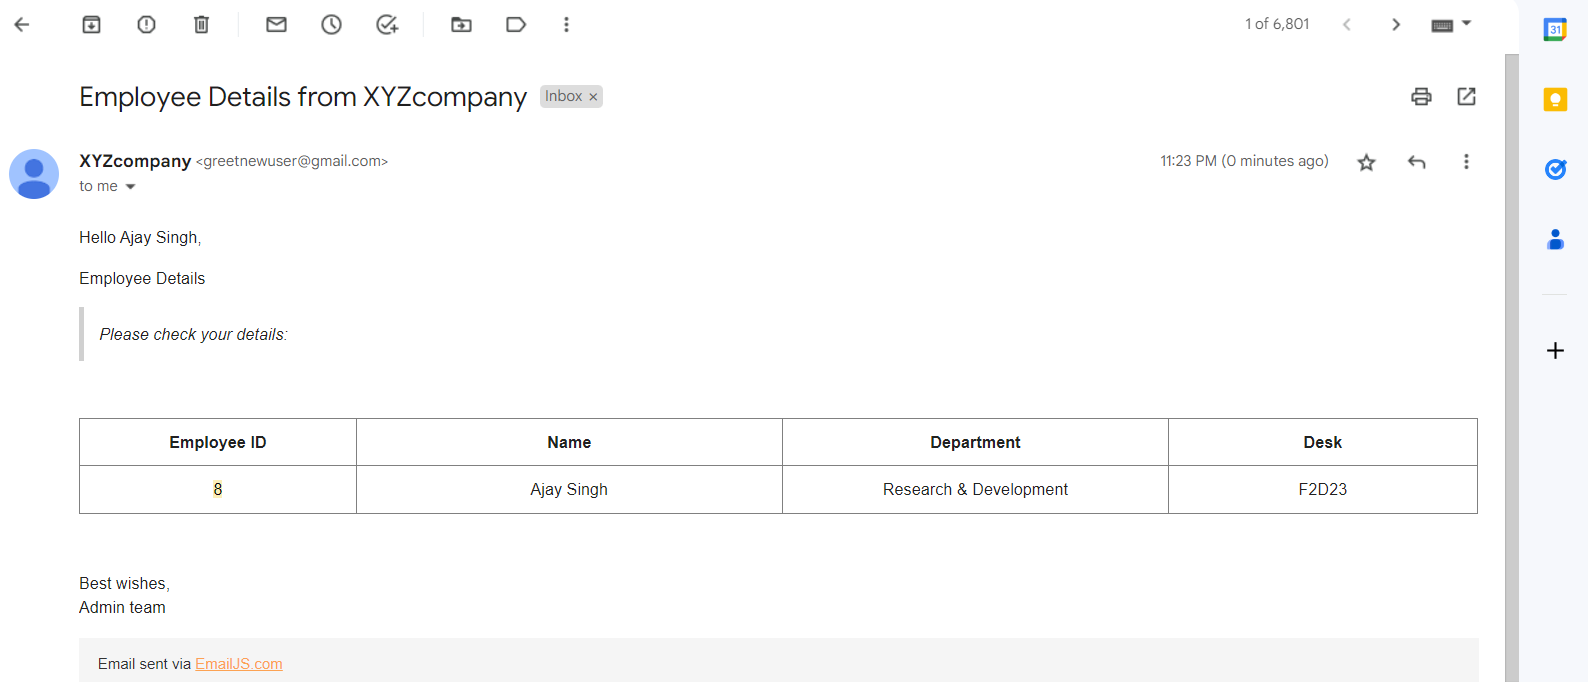 1 of 6,801
31
Employee Details from XYZcompany Inbox ×
XYZcompany <greetnewuser@gmail.com> 11:23 PM (0 minutes ago)
to me
Hello Ajay Singh,
Employee Details
Please check your details:
Employee ID Name Department Desk
8 Ajay Singh Research & Development F2D23
Best wishes,
Admin team
Email sent via EmailJS.com